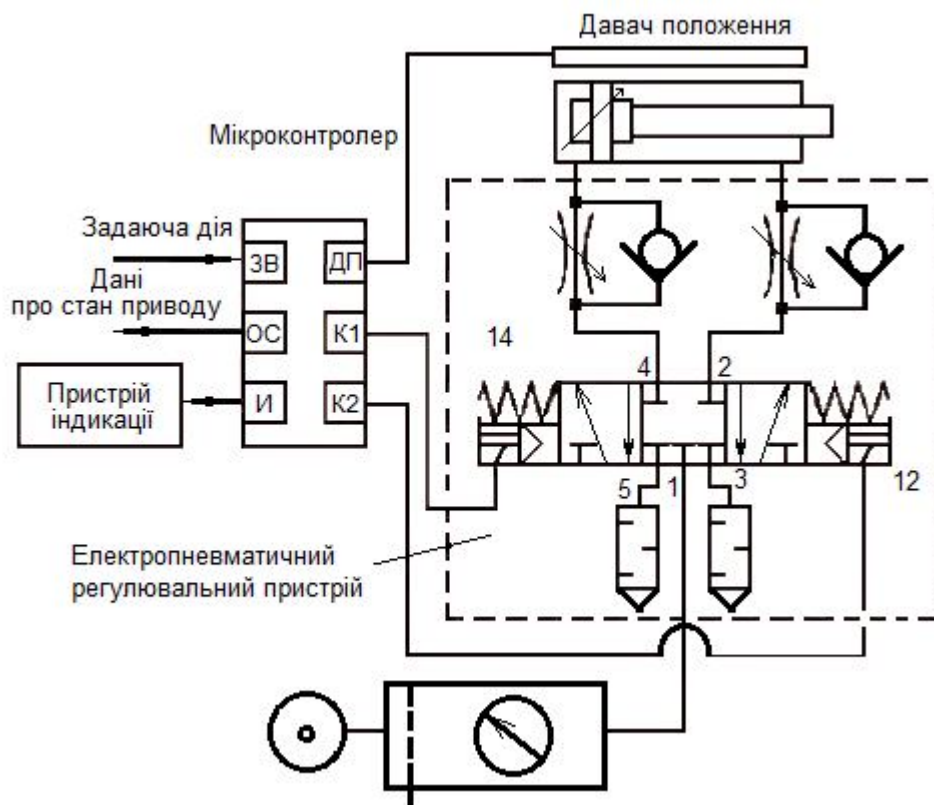 Давач положення
Мікроконтролер
Задаюча дія
Дані
про стан приводу
Пристрій
індикації
ЗВ
ДП
ОС
К1
И
К2
14
4
2
5
1
3
12
Електропневматичний
регулювальний пристрій